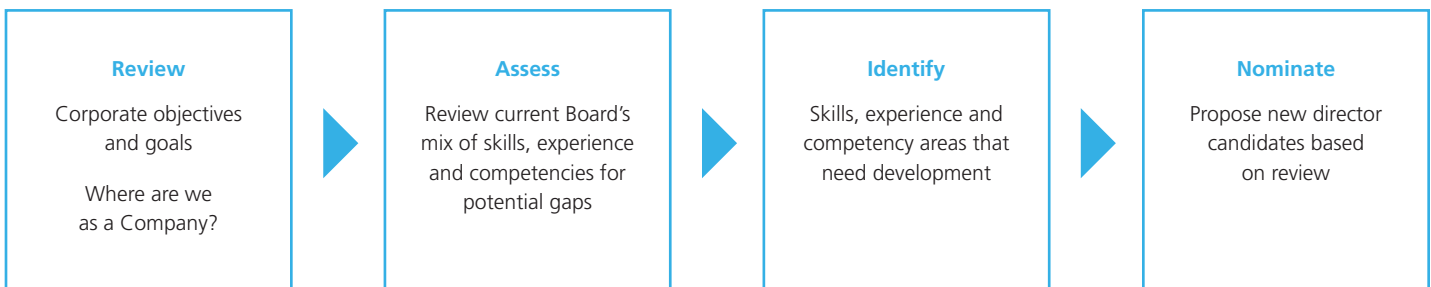 Review
Corporate objectives
and goals
Where are we
as a Company?
Assess
Review current Board's
mix of skills, experience
and competencies for
potential gaps
Identify
Skills, experience and
competency areas that
need development
Nominate
Propose new director
candidates based
on review